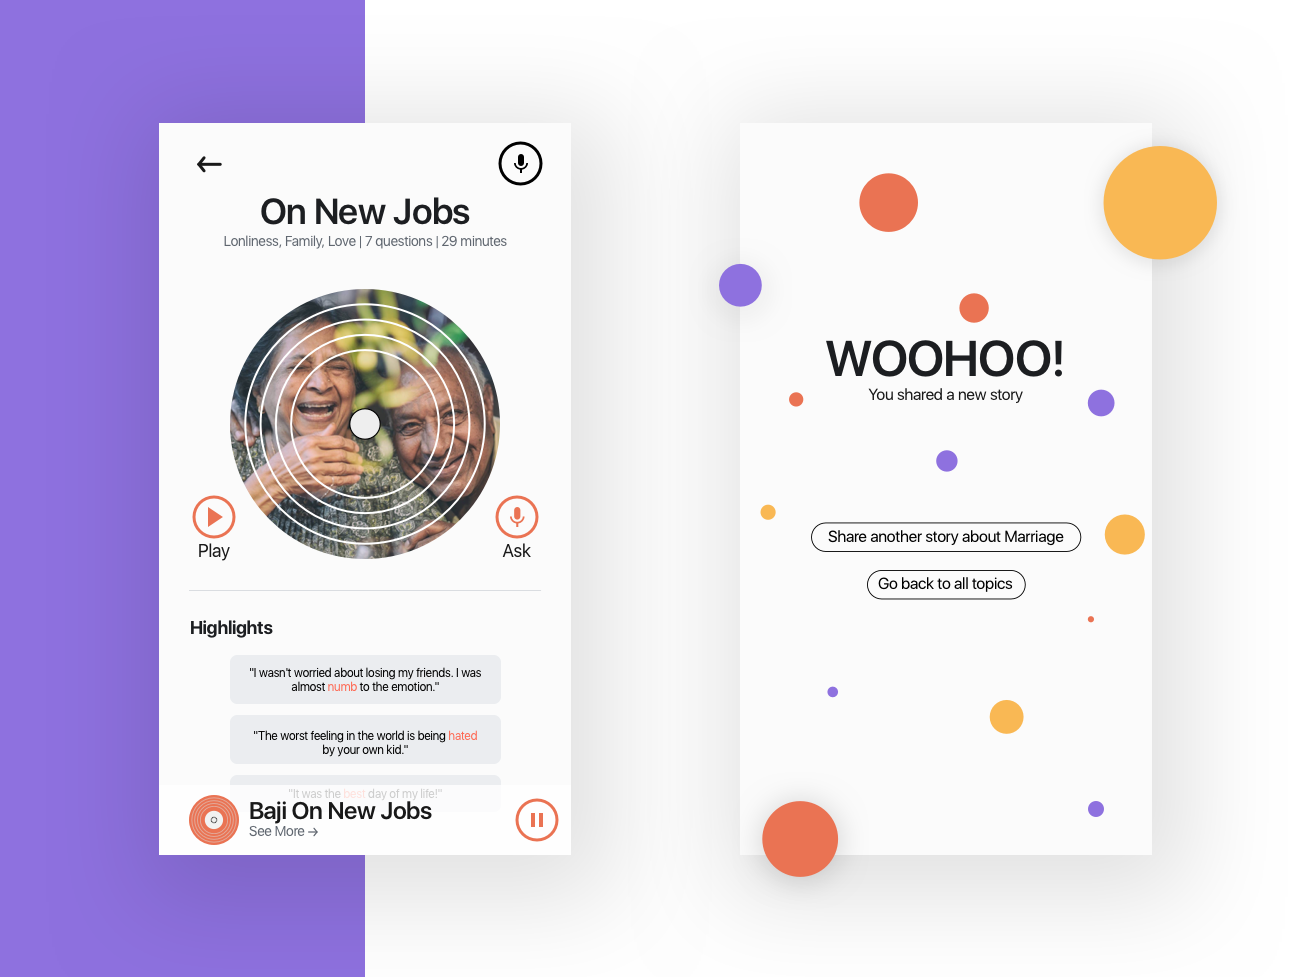 On New Jobs
Lonliness, Family, Love | 7 questions | 29 minutes
Play
Ask
Highlights
"I wasn't worried about losing my friends. I was
almost numb to the emotion."
"The worst feeling in the world is being hated
by your own kid."
"It was the best day of my life!"
Baji On New Jobs
See More →
WOOHOO!
You shared a new story
Share another story about Marriage
Go back to all topics